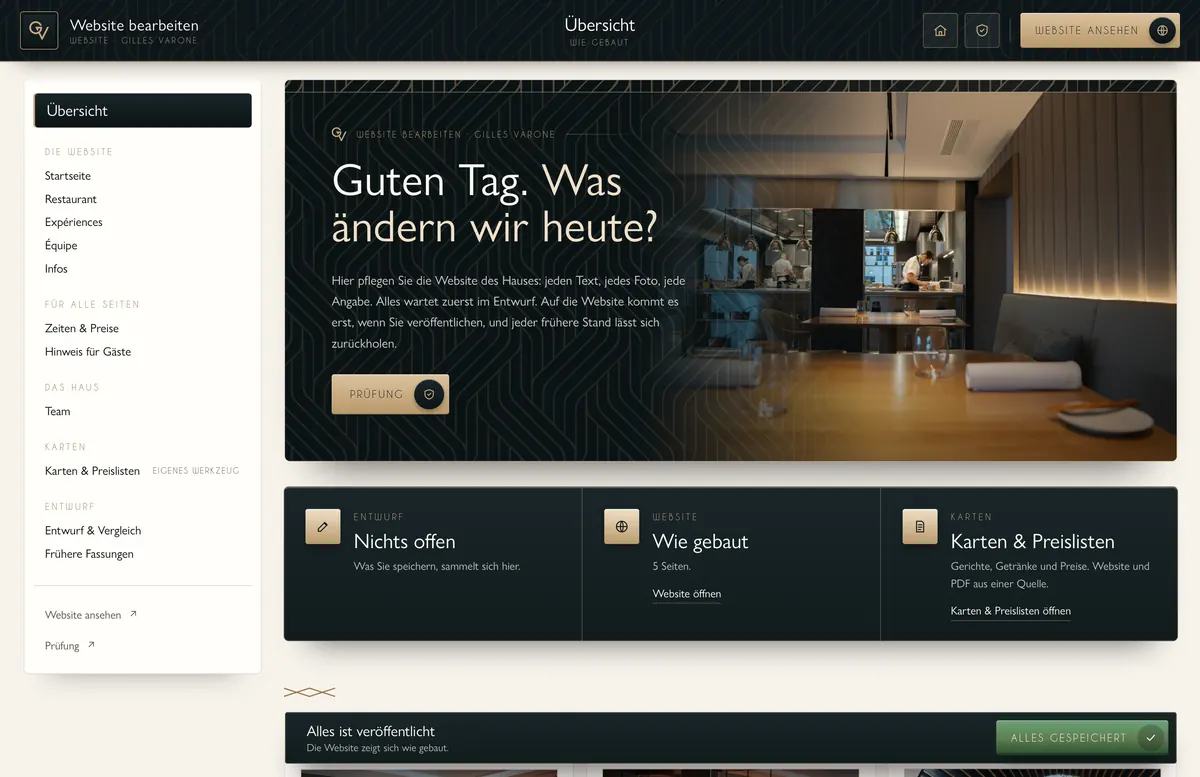 GV
Website bearbeiten
WEBSITE · GILLES VARONE
Übersicht
WIE GEBAUT
WEBSITE ANSEHEN
Übersicht
DIE WEBSITE
Startseite
Restaurant
Expériences
Équipe
Infos
FÜR ALLE SEITEN
Zeiten & Preise
Hinweis für Gäste
DAS HAUS
Team
KARTEN
Karten & Preislisten EIGENES WERKZEUG
ENTWURF
Entwurf & Vergleich
Frühere Fassungen
Website ansehen ↗
Prüfung ↗
GV WEBSITE BEARBEITEN · GILLES VARONE
Guten Tag. Was
ändern wir heute?
Hier pflegen Sie die Website des Hauses: jeden Text, jedes Foto, jede
Angabe. Alles wartet zuerst im Entwurf. Auf die Website kommt es
erst, wenn Sie veröffentlichen, und jeder frühere Stand lässt sich
zurückholen.
PRÜFUNG
ENTWURF
Nichts offen
Was Sie speichern, sammelt sich hier.
WEBSITE
Wie gebaut
5 Seiten.
Website öffnen
KARTEN
Karten & Preislisten
Gerichte, Getränke und Preise. Website und
PDF aus einer Quelle.
Karten & Preislisten öffnen
Alles ist veröffentlicht
Die Website zeigt sich wie gebaut.
ALLES GESPEICHERT